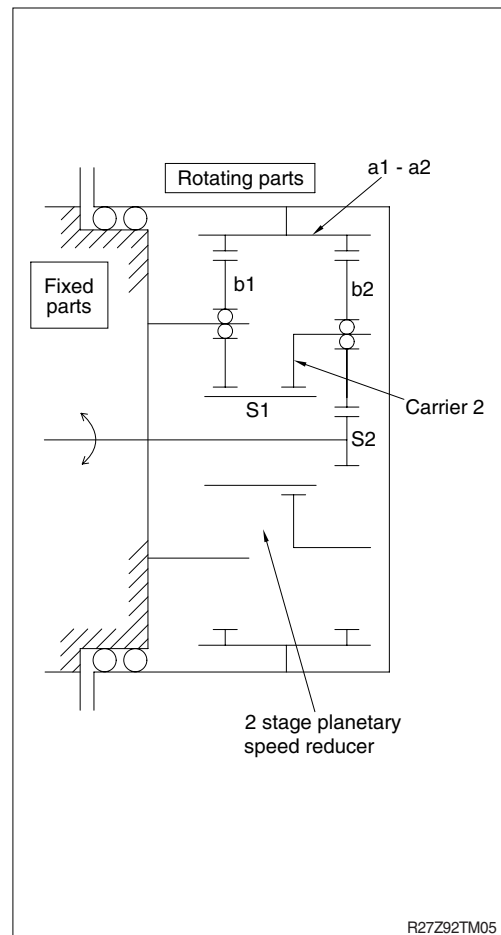 a1 - a2
Rotating parts
Fixed
parts
b1
b2
Carrier 2
S1
S2
2 stage planetary
speed reducer
R27Z92TM05